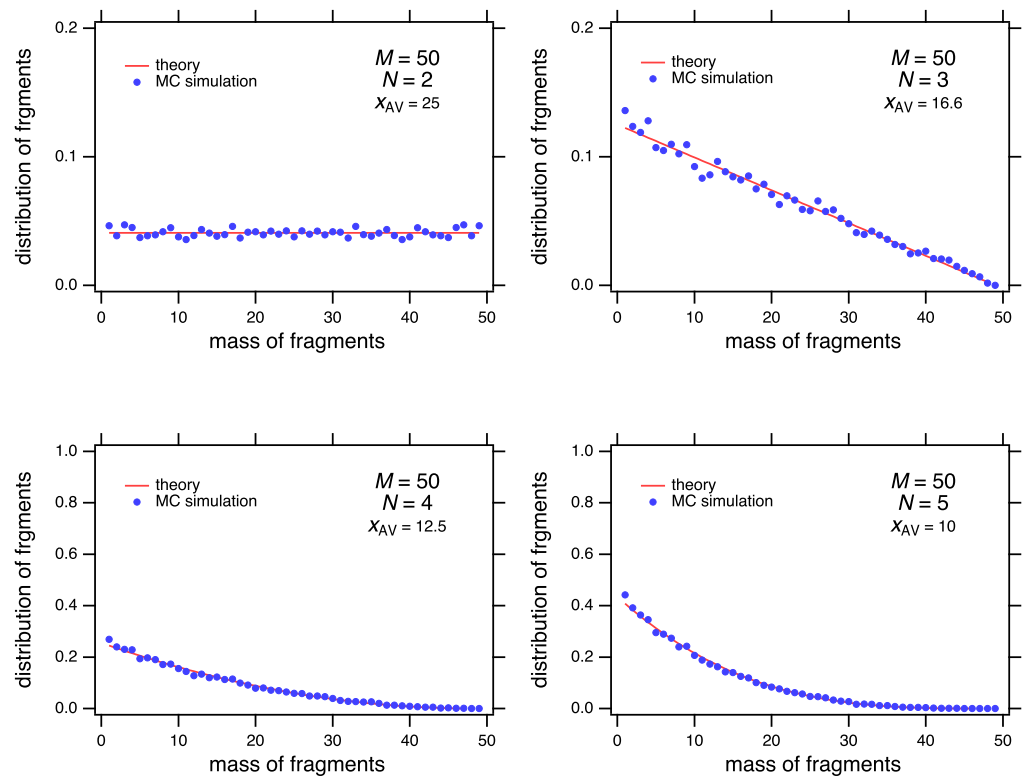 0.2
0.1
0.0
distribution of frgments
theory
MC simulation
M = 50
N = 2
xAV = 25
0 10 20 30 40 50
mass of fragments
0.2
0.1
0.0
distribution of frgments
theory
MC simulation
M = 50
N = 3
xAV = 16.6
0 10 20 30 40 50
mass of fragments
1.0
0.8
0.6
0.4
0.2
0.0
distribution of frgments
theory
MC simulation
M = 50
N = 4
xAV = 12.5
0 10 20 30 40 50
mass of fragments
1.0
0.8
0.6
0.4
0.2
0.0
distribution of frgments
theory
MC simulation
M = 50
N = 5
xAV = 10
0 10 20 30 40 50
mass of fragments